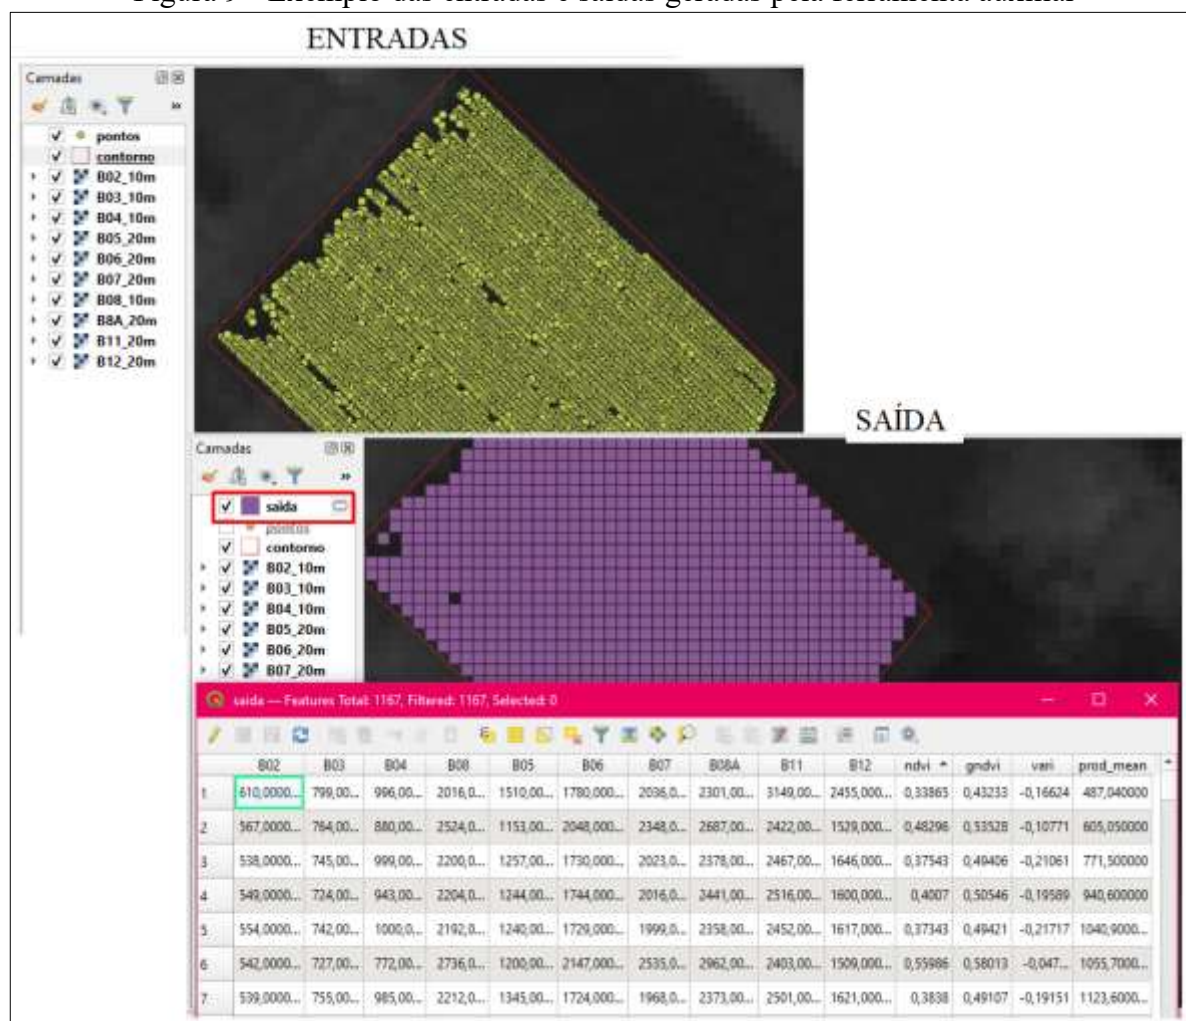 Figura 9 - Exemplo das entradas e saídas geradas pela ferramenta auxiliar
ENTRADAS
Camadas
»
pontos
contorno
B02_10m
B03_10m
B04_10m
B05_20m
B06_20m
B07_20m
B08_10m
B8A_20m
B11_20m
B12_20m
SAÍDA
Camadas
»
saida
pontos
contorno
B02_10m
B03_10m
B04_10m
B05_20m
B06_20m
B07_20m
saida — Features Total: 1167, Filtered: 1167, Selected: 0
B02 B03 B04 B08 B05 B06 B07 B08A B11 B12 ndvi gndvi vari prod_mean
1 610,0000... 799,00... 996,00... 2016,0... 1510,00... 1780,000... 2036,0... 2301,00... 3149,00... 2455,000... 0,33865 0,43233 -0,16624 487,040000
2 567,0000... 764,00... 880,00... 2524,0... 1153,00... 2048,000... 2348,0... 2687,00... 2422,00... 1529,000... 0,48296 0,53528 -0,10771 605,050000
3 538,0000... 745,00... 999,00... 2200,0... 1257,00... 1730,000... 2023,0... 2378,00... 2467,00... 1646,000... 0,37543 0,49406 -0,21061 771,500000
4 549,0000... 724,00... 943,00... 2204,0... 1244,00... 1744,000... 2016,0... 2441,00... 2516,00... 1600,000... 0,4007 0,50546 -0,19589 940,600000
5 554,0000... 742,00... 1000,0... 2192,0... 1240,00... 1729,000... 1999,0... 2358,00... 2452,00... 1617,000... 0,37343 0,49421 -0,21717 1040,9000...
6 542,0000... 727,00... 772,00... 2736,0... 1200,00... 2147,000... 2535,0... 2962,00... 2403,00... 1509,000... 0,55986 0,58013 -0,047... 1055,7000...
7 539,0000... 755,00... 985,00... 2212,0... 1345,00... 1724,000... 1968,0... 2373,00... 2501,00... 1621,000... 0,3838 0,49107 -0,19151 1123,6000...